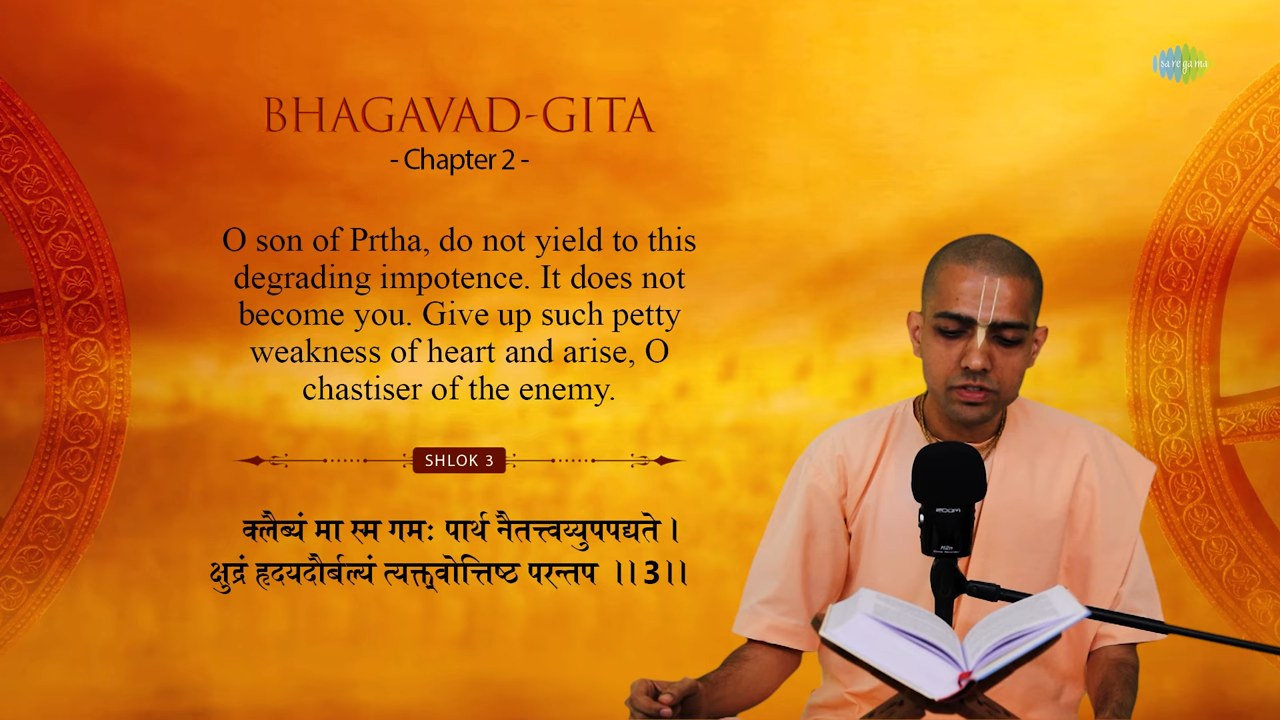 saregama
BHAGAVAD-GITA
- Chapter 2 -
O son of Prtha, do not yield to this
degrading impotence. It does not
become you. Give up such petty
weakness of heart and arise, O
chastiser of the enemy.
SHLOK 3
क्लैब्यं मा स्म गमः पार्थ नैतत्त्वय्युपपद्यते ।
क्षुद्रं हृदयदौर्बल्यं त्यक्त्वोत्तिष्ठ परन्तप ।।3।।
ZOOM